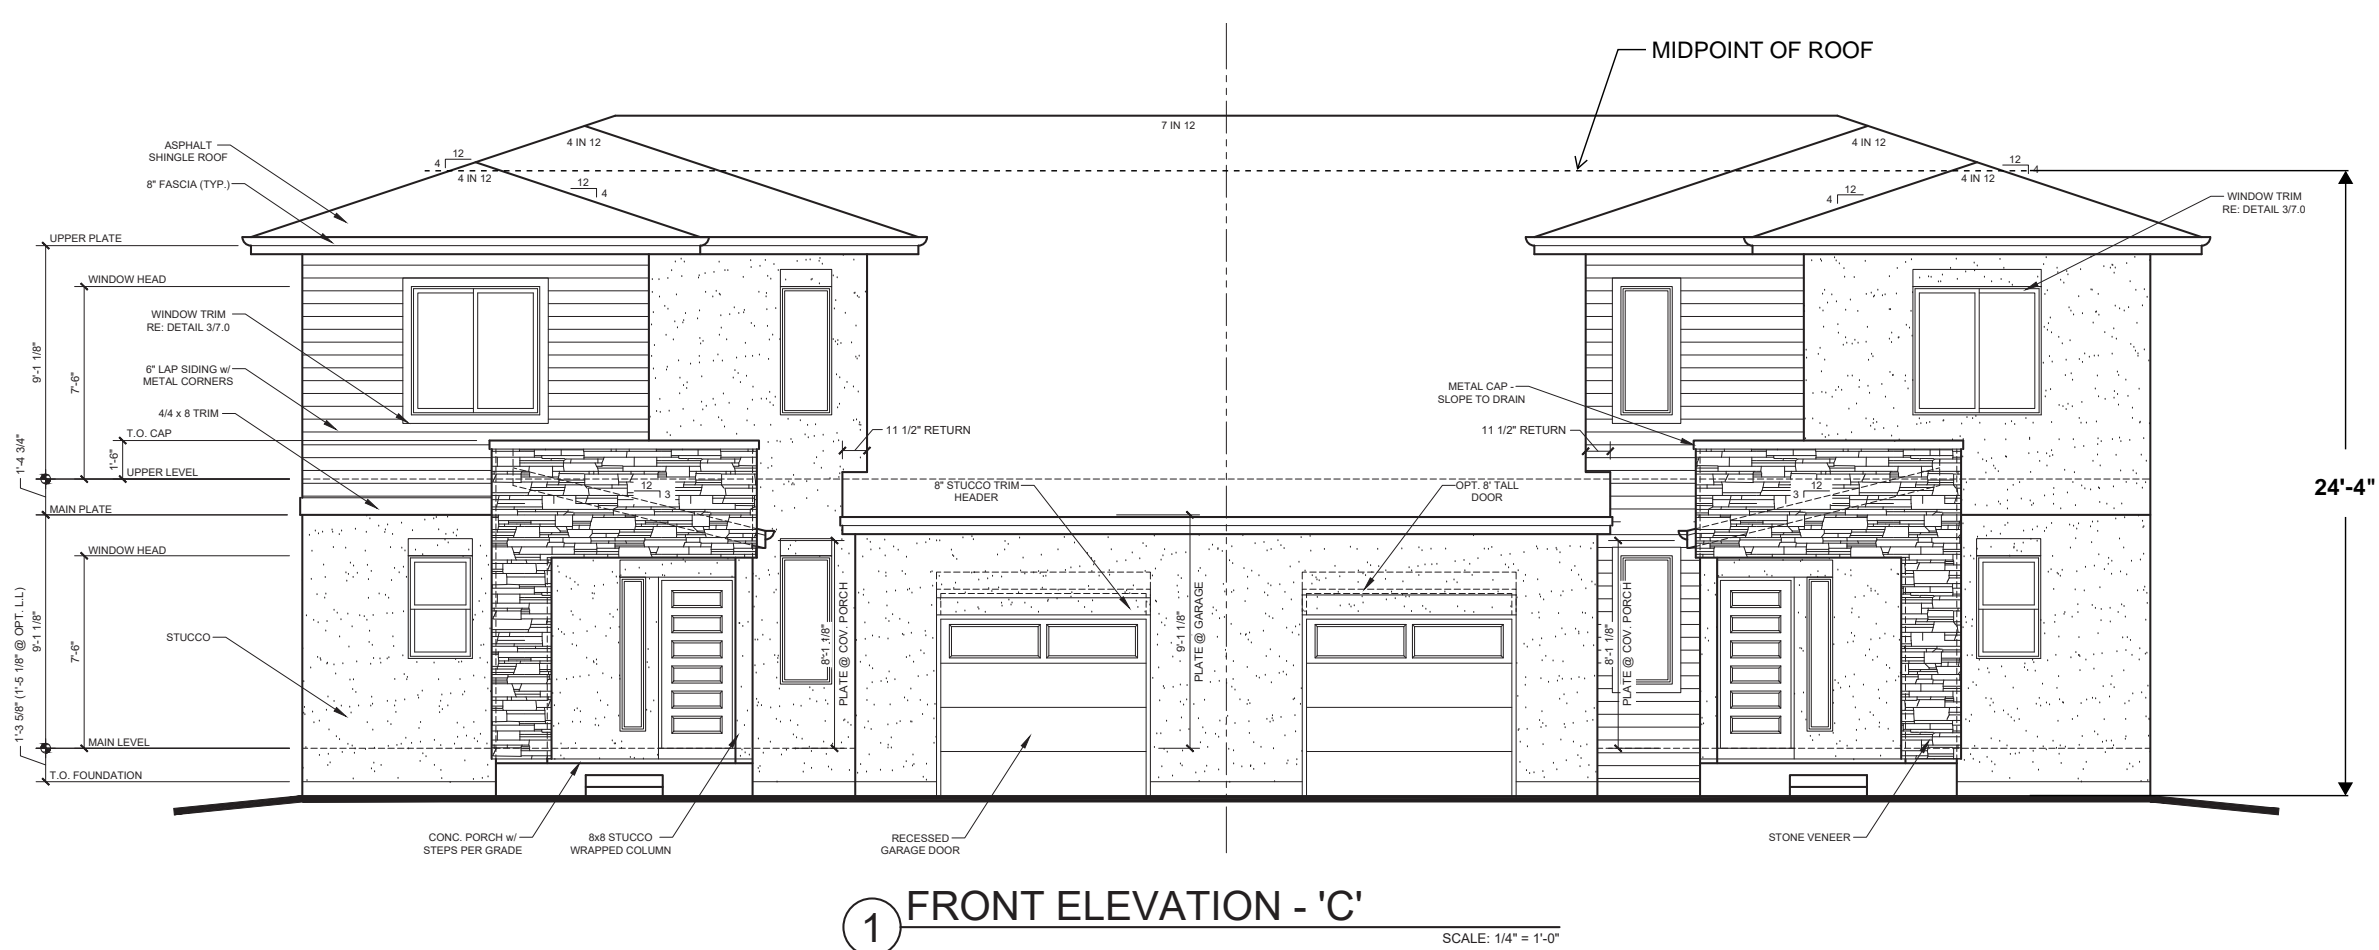 MIDPOINT OF ROOF
7 IN 12
ASPHALT
SHINGLE ROOF
4 IN 12
4 IN 12
12
4
12
4
4 IN 12
12
4
12
4
4 IN 12
8" FASCIA (TYP.)
WINDOW TRIM
RE: DETAIL 3/7.0
UPPER PLATE
WINDOW HEAD
WINDOW TRIM
RE: DETAIL 3/7.0
9'-1 1/8"
7'-6"
6" LAP SIDING w/
METAL CORNERS
METAL CAP -
SLOPE TO DRAIN
4/4 x 8 TRIM
T.O. CAP
11 1/2" RETURN
11 1/2" RETURN
1'-4 3/4"
1'-6"
UPPER LEVEL
12
3
8" STUCCO TRIM
HEADER
OPT. 8' TALL
DOOR
12
3
24'-4"
MAIN PLATE
WINDOW HEAD
1'-3 5/8" (1'-5 1/8" @ OPT. L.L)
9'-1 1/8"
7'-6"
STUCCO
8'-1 1/8"
PLATE @ COV. PORCH
9'-1 1/8"
PLATE @ GARAGE
8'-1 1/8"
PLATE @ COV. PORCH
MAIN LEVEL
T.O. FOUNDATION
CONC. PORCH w/
STEPS PER GRADE
8x8 STUCCO
WRAPPED COLUMN
RECESSED
GARAGE DOOR
STONE VENEER
1
FRONT ELEVATION - 'C'
SCALE: 1/4" = 1'-0"